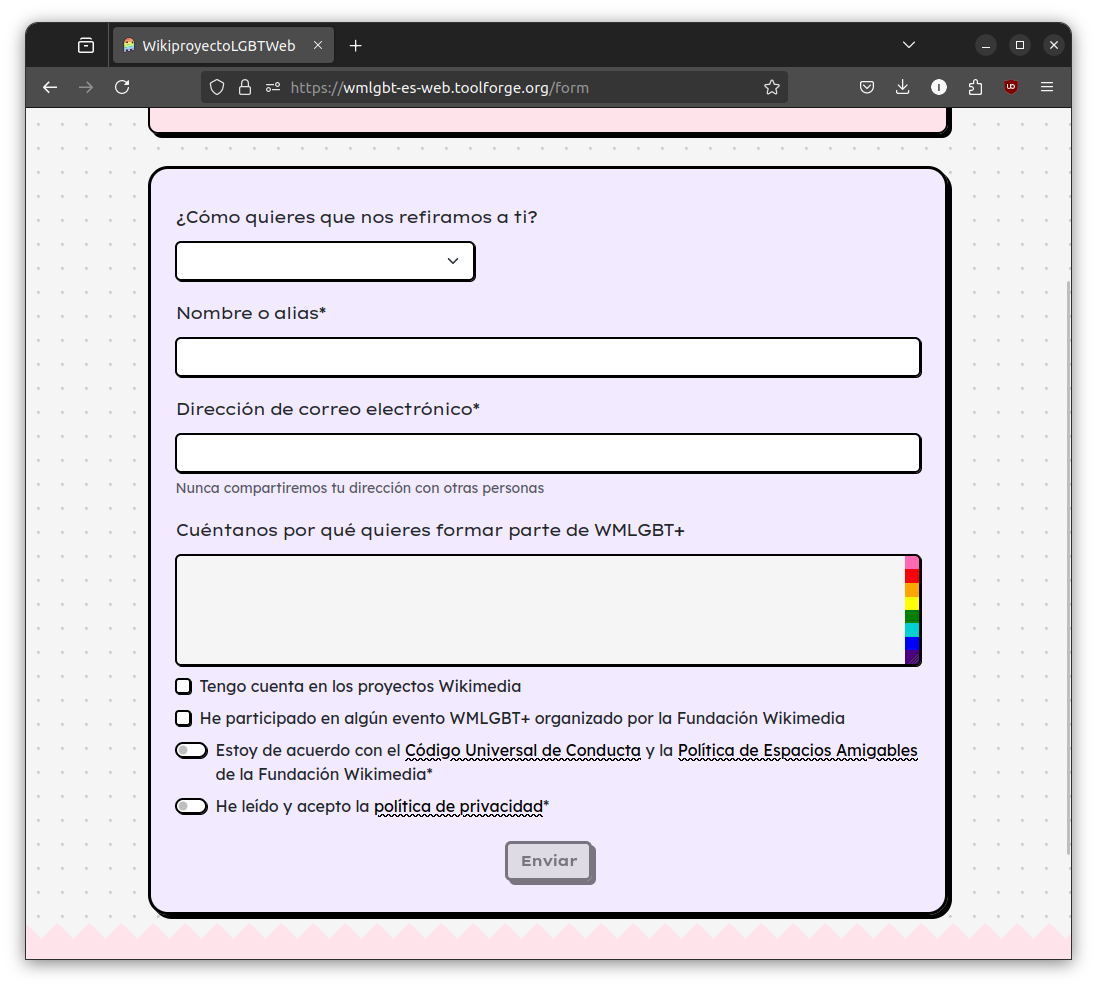 WikiproyectoLGBTWeb
https://wmlgbt-es-web.toolforge.org/form
¿Cómo quieres que nos refiramos a ti?
Nombre o alias*
Dirección de correo electrónico*
Nunca compartiremos tu dirección con otras personas
Cuéntanos por qué quieres formar parte de WMLGBT+
Tengo cuenta en los proyectos Wikimedia
He participado en algún evento WMLGBT+ organizado por la Fundación Wikimedia
Estoy de acuerdo con el Código Universal de Conducta y la Política de Espacios Amigables
de la Fundación Wikimedia*
He leído y acepto la política de privacidad*
Enviar